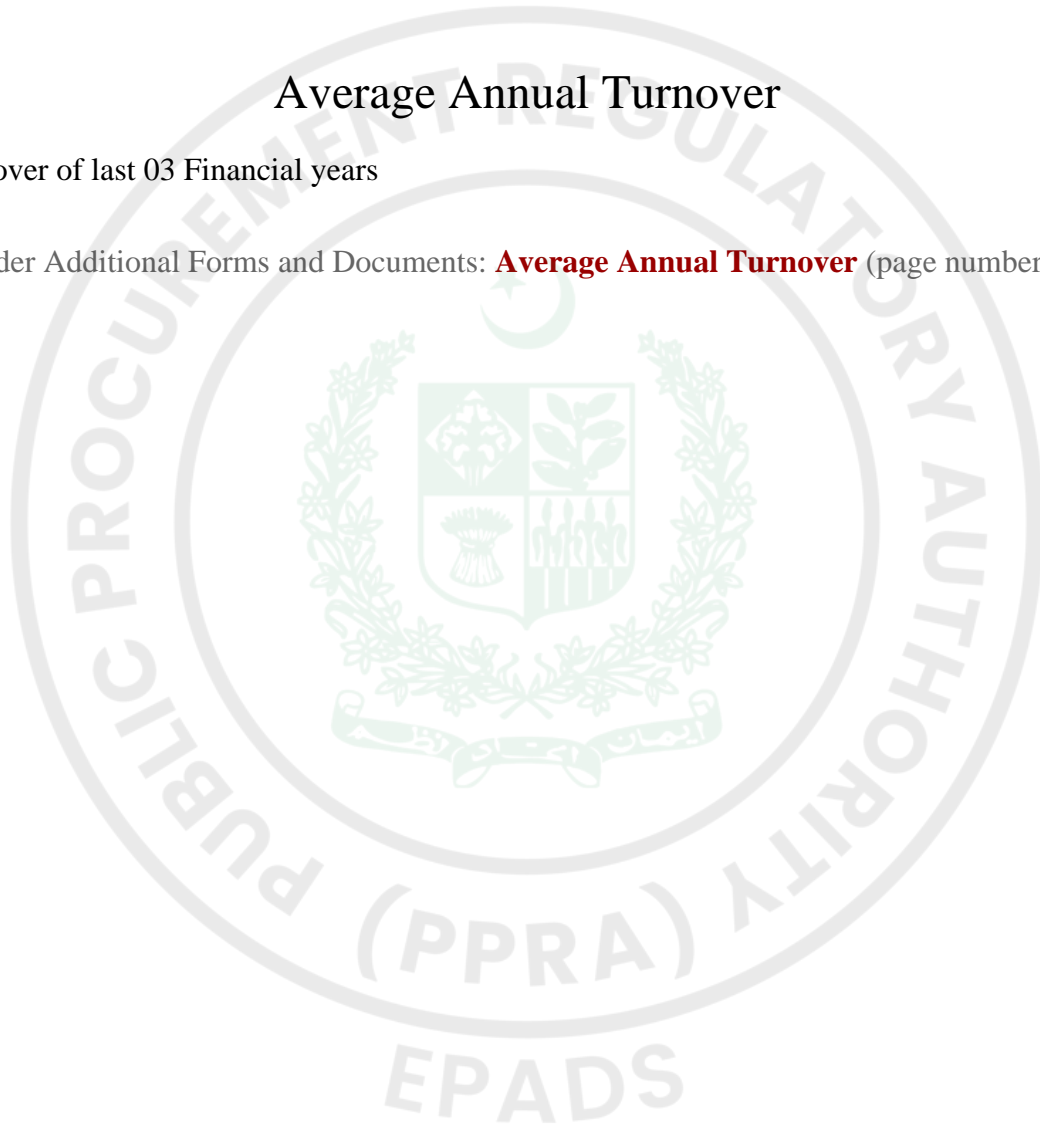 Average Annual Turnover
over of last 03 Financial years
der Additional Forms and Documents: Average Annual Turnover (page number
PUBLIC PROCUREMENT REGULATORY AUTHORITY
(PPRA)
EPADS